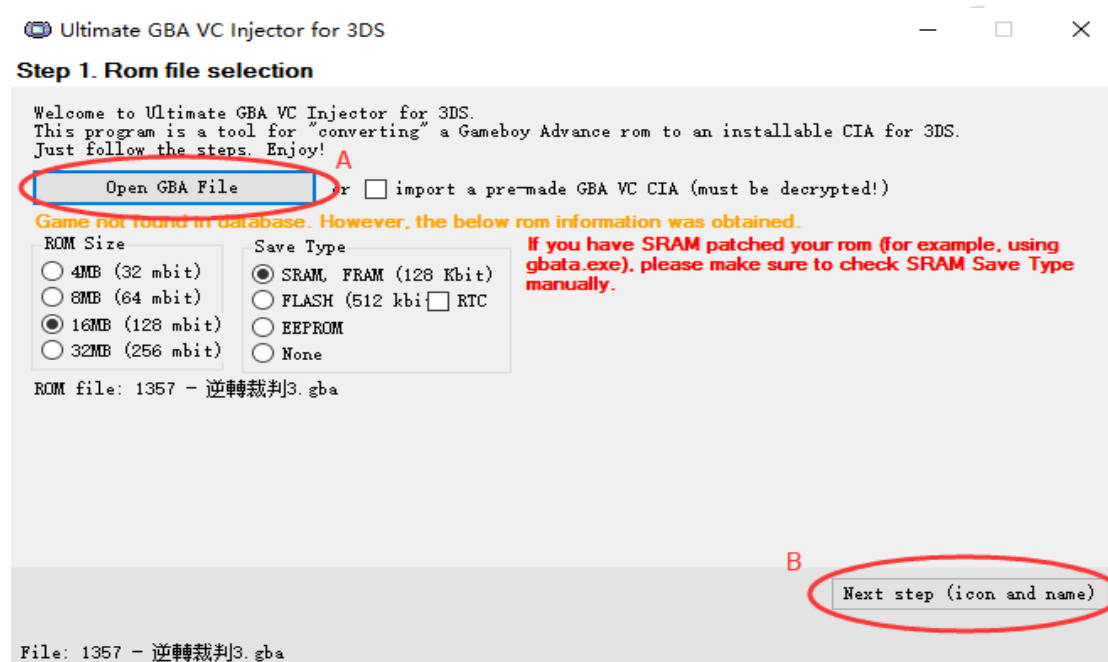 Ultimate GBA VC Injector for 3DS
Step 1. Rom file selection
Welcome to Ultimate GBA VC Injector for 3DS.
This program is a tool for "converting" a Gameboy Advance rom to an installable CIA for 3DS.
Just follow the steps. Enjoy!
A
Open GBA File or import a pre-made GBA VC CIA (must be decrypted!)
Game not found in database. However, the below rom information was obtained.
ROM Size
4MB (32 mbit)
8MB (64 mbit)
16MB (128 mbit)
32MB (256 mbit)
Save Type
SRAM, FRAM (128 Kbit)
FLASH (512 kbi RTC
EEPROM
None
If you have SRAM patched your rom (for example, using
gbata.exe), please make sure to check SRAM Save Type
manually.
ROM file: 1357 - 逆轉裁判3.gba
B
Next step (icon and name)
File: 1357 - 逆轉裁判3.gba